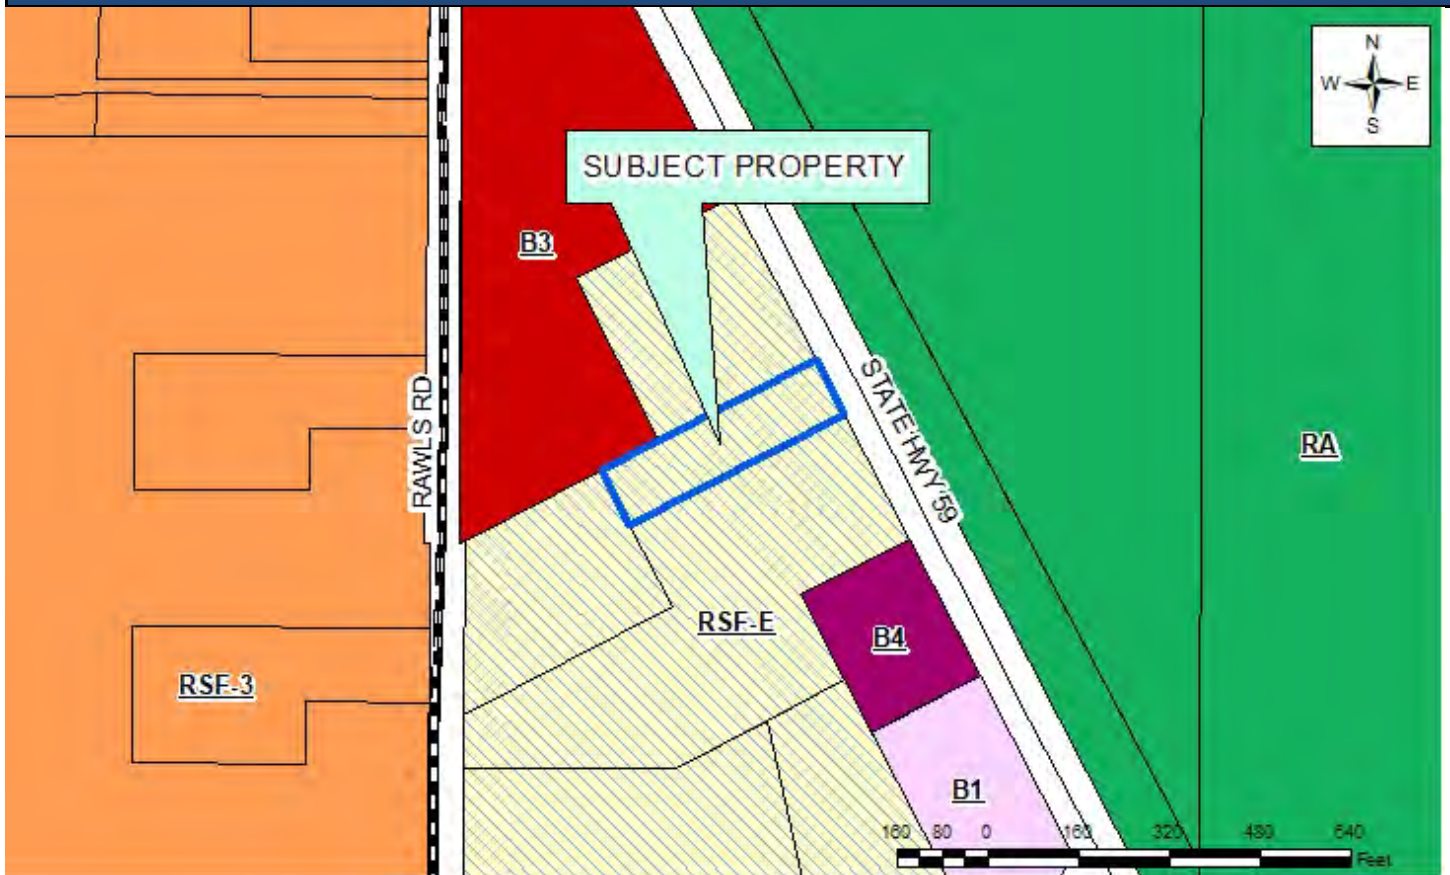 N
W E
S
SUBJECT PROPERTY
B3
RAWLS RD
STATE HWY 59
RA
RSF-E
B4
RSF-3
B1
160 80 0 160 320 480 640
Feet